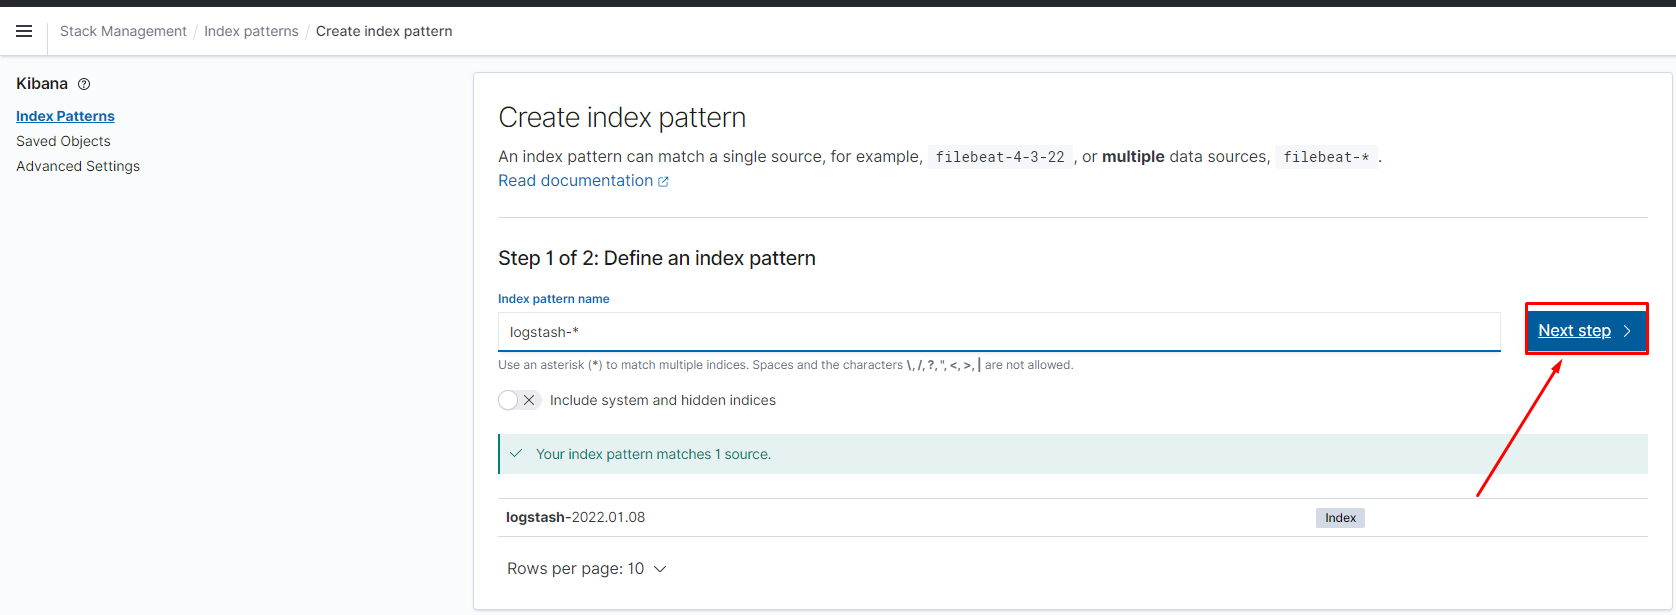 Stack Management / Index patterns / Create index pattern
Kibana
Index Patterns
Saved Objects
Advanced Settings
Create index pattern
An index pattern can match a single source, for example, filebeat-4-3-22 , or multiple data sources, filebeat-* .
Read documentation
Step 1 of 2: Define an index pattern
Index pattern name
logstash-*
Next step
Use an asterisk (*) to match multiple indices. Spaces and the characters \, /, ?, ", <, >, | are not allowed.
Include system and hidden indices
Your index pattern matches 1 source.
logstash-2022.01.08 Index
Rows per page: 10